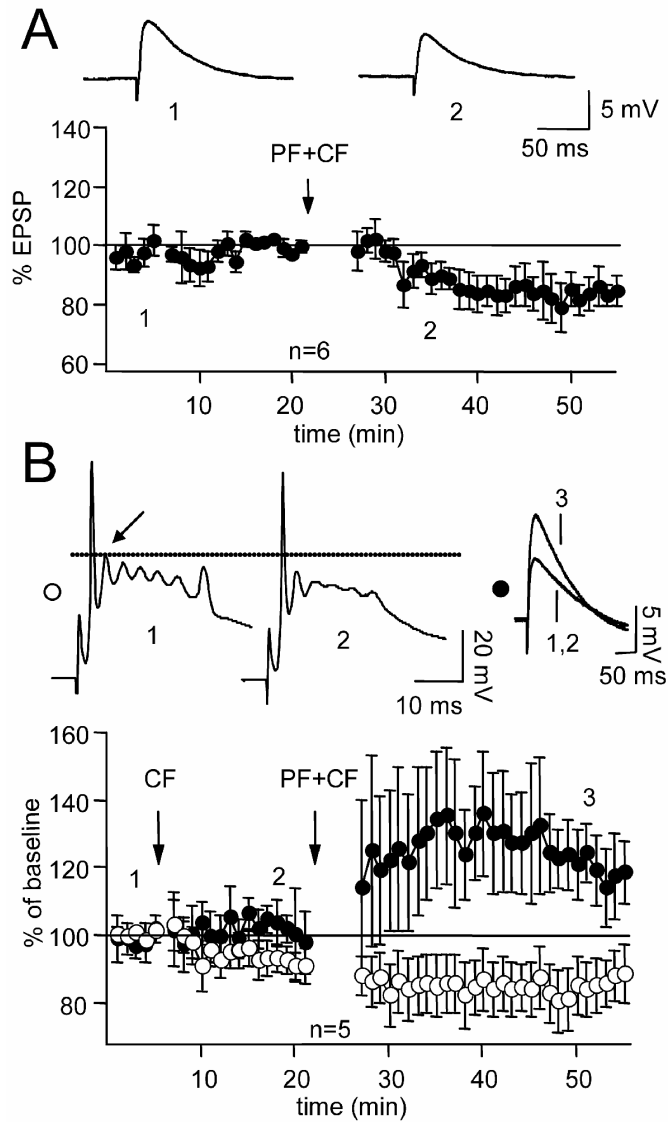 A
1
2
5 mV
50 ms
140
120
100
80
60
% EPSP
PF+CF
1
2
n=6
10 20 30 40 50
time (min)
B
1
2
20 mV
10 ms
3
1,2
5 mV
50 ms
160
140
120
100
80
% of baseline
CF
PF+CF
1
2
3
n=5
10 20 30 40 50
time (min)